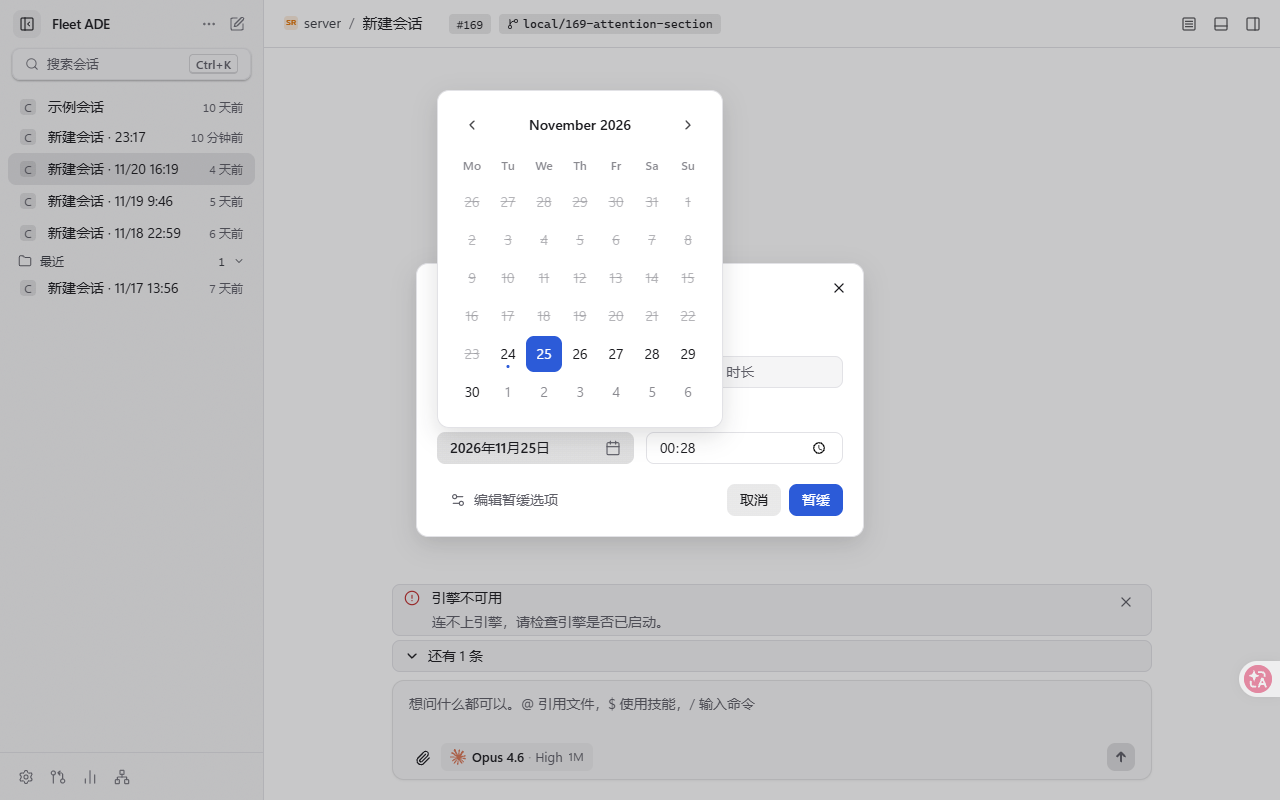 Fleet ADE
搜索会话 Ctrl+K
C 示例会话 10 天前
C 新建会话 · 23:17 10 分钟前
C 新建会话 · 11/20 16:19 4 天前
C 新建会话 · 11/19 9:46 5 天前
C 新建会话 · 11/18 22:59 6 天前
最近 1
C 新建会话 · 11/17 13:56 7 天前
SR server / 新建会话 #169 local/169-attention-section
November 2026
Mo Tu We Th Fr Sa Su
26 27 28 29 30 31 1
2 3 4 5 6 7 8
9 10 11 12 13 14 15
16 17 18 19 20 21 22
23 24 25 26 27 28 29
30 1 2 3 4 5 6
时长
2026年11月25日 00:28
编辑暂缓选项 取消 暂缓
引擎不可用
连不上引擎，请检查引擎是否已启动。
还有 1 条
想问什么都可以。@ 引用文件，$ 使用技能，/ 输入命令
Opus 4.6 · High 1M